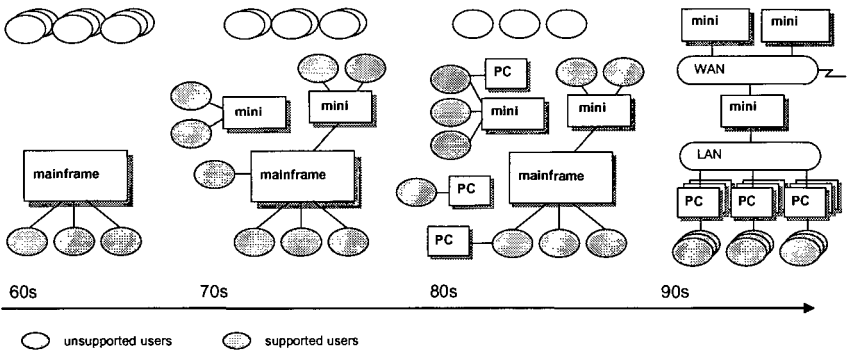 mini mini
WAN
PC
mini mini mini mini mini
LAN
mainframe mainframe mainframe
PC PC PC PC
PC
60s 70s 80s 90s
unsupported users supported users